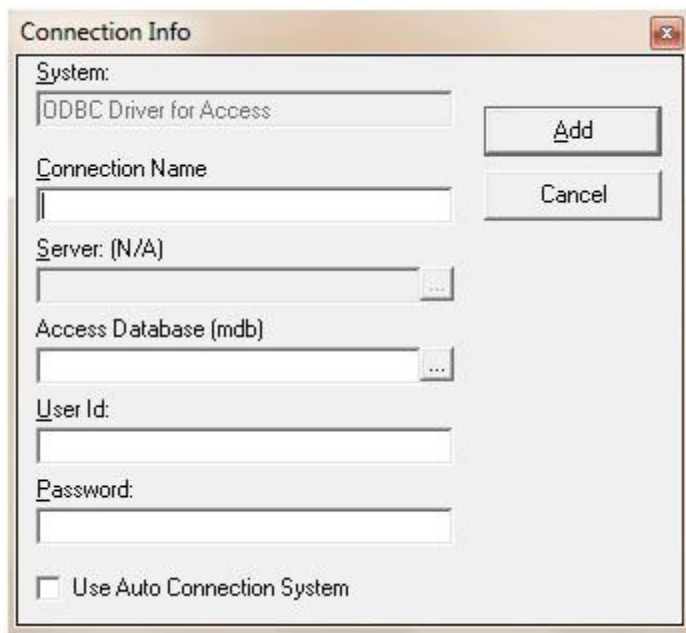 Connection Info
System:
ODBC Driver for Access
Add
Connection Name
Cancel
Server: (N/A)
...
Access Database (mdb)
...
User Id:
Password:
Use Auto Connection System